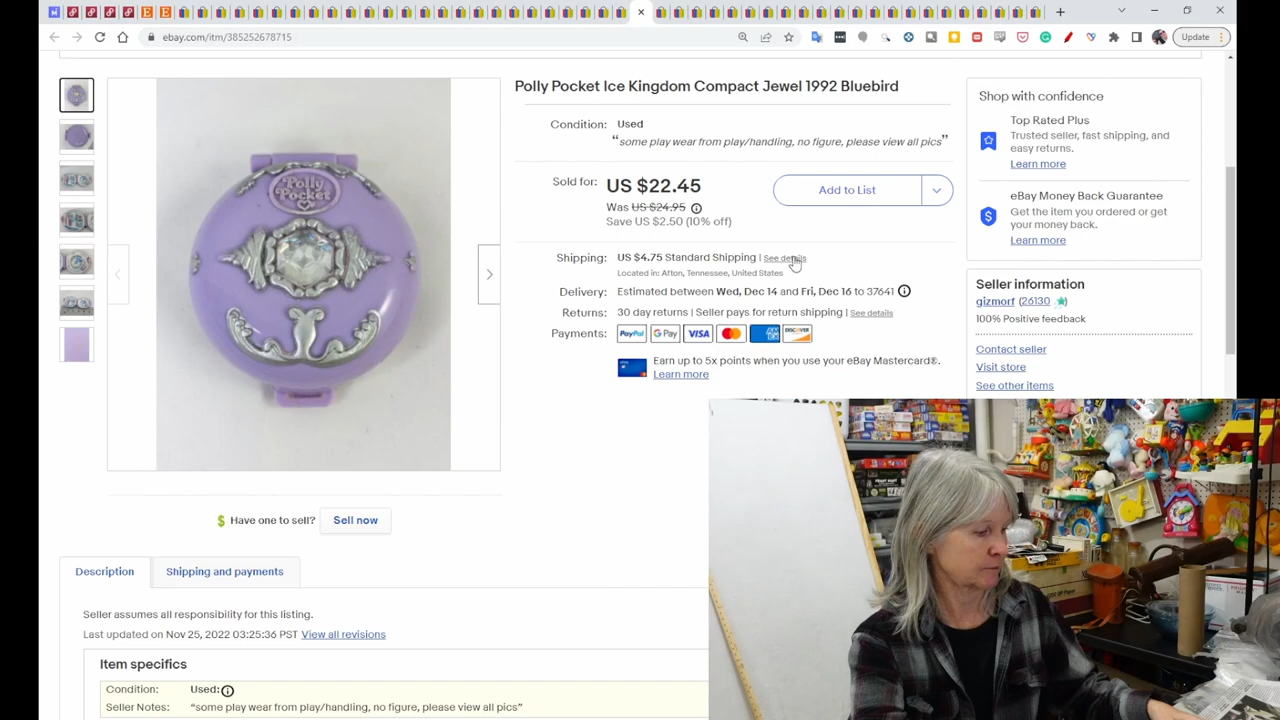 ebay.com/itm/385252678715
Update
Polly Pocket Ice Kingdom Compact Jewel 1992 Bluebird
Condition: Used
"some play wear from play/handling, no figure, please view all pics"
Sold for: US $22.45
Was US $24.95
Save US $2.50 (10% off)
Add to List
Shipping: US $4.75 Standard Shipping | See details
Located in: Afton, Tennessee, United States
Delivery: Estimated between Wed, Dec 14 and Fri, Dec 16 to 37641
Returns: 30 day returns | Seller pays for return shipping | See details
Payments: PayPal G Pay VISA DISCOVER
Earn up to 5x points when you use your eBay Mastercard®.
Learn more
Shop with confidence
Top Rated Plus
Trusted seller, fast shipping, and
easy returns.
Learn more
eBay Money Back Guarantee
Get the item you ordered or get
your money back.
Learn more
Seller information
gizmorf (26130)
100% Positive feedback
Contact seller
Visit store
See other items
Polly
Pocket
Have one to sell? Sell now
Description
Shipping and payments
Seller assumes all responsibility for this listing.
Last updated on Nov 25, 2022 03:25:36 PST View all revisions
Item specifics
Condition: Used:
Seller Notes: "some play wear from play/handling, no figure, please view all pics"